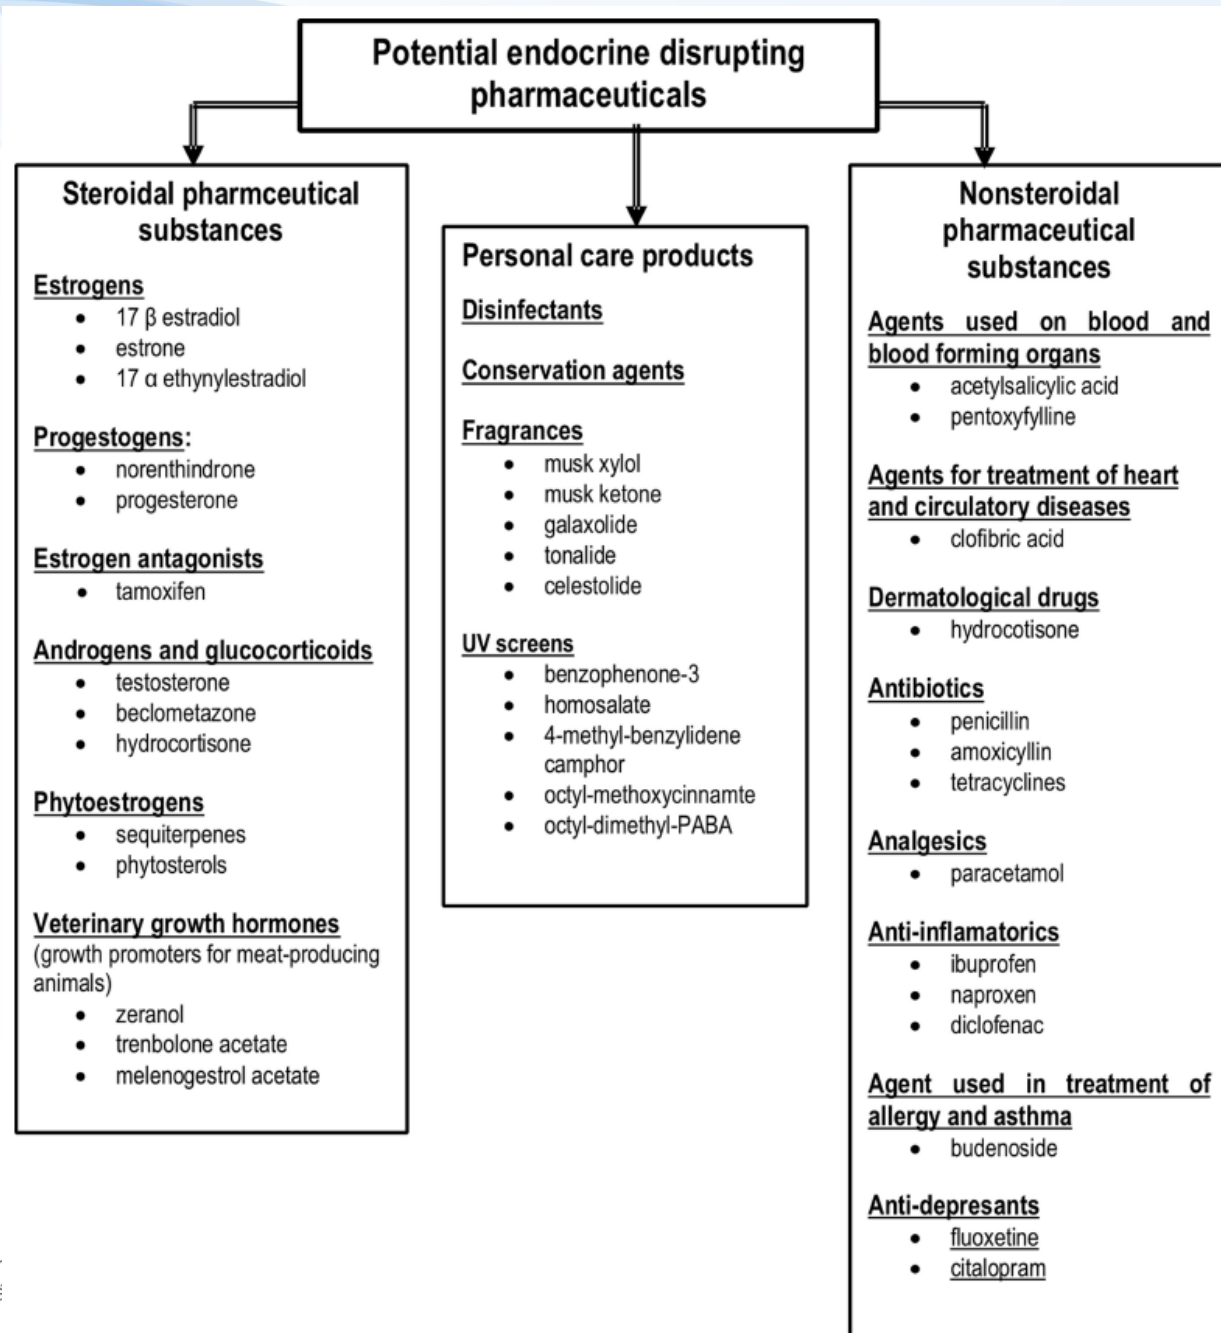 Potential endocrine disrupting
pharmaceuticals
Steroidal pharmceutical
substances
Estrogens
• 17 β estradiol
• estrone
• 17 α ethynylestradiol
Progestogens:
• norenthindrone
• progesterone
Estrogen antagonists
• tamoxifen
Androgens and glucocorticoids
• testosterone
• beclometazone
• hydrocortisone
Phytoestrogens
• sequiterpenes
• phytosterols
Veterinary growth hormones
(growth promoters for meat-producing
animals)
• zeranol
• trenbolone acetate
• melenogestrol acetate
Personal care products
Disinfectants
Conservation agents
Fragrances
• musk xylol
• musk ketone
• galaxolide
• tonalide
• celestolide
UV screens
• benzophenone-3
• homosalate
• 4-methyl-benzylidene
camphor
• octyl-methoxycinnamte
• octyl-dimethyl-PABA
Nonsteroidal
pharmaceutical
substances
Agents used on blood and
blood forming organs
• acetylsalicylic acid
• pentoxyfylline
Agents for treatment of heart
and circulatory diseases
• clofibric acid
Dermatological drugs
• hydrocotisone
Antibiotics
• penicillin
• amoxicyllin
• tetracyclines
Analgesics
• paracetamol
Anti-inflamatorics
• ibuprofen
• naproxen
• diclofenac
Agent used in treatment of
allergy and asthma
• budenoside
Anti-depresants
• fluoxetine
• citalopram